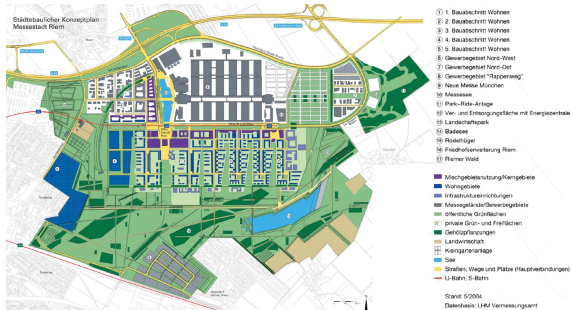 Städtebaulicher Konzeptplan
Messestadt Riem
1 1. Bauabschnitt Wohnen
2 2. Bauabschnitt Wohnen
3 3. Bauabschnitt Wohnen
4 4. Bauabschnitt Wohnen
5 5. Bauabschnitt Wohnen
6 Gewerbegebiet Nord-West
7 Gewerbegebiet Nord-Ost
8 Gewerbegebiet "Rappenweg"
9 Neue Messe München
10 Messesee
11 Park-Ride-Anlage
12 Ver- und Entsorgungsfläche mit Energiezentrale
13 Landschaftspark
14 Badesee
15 Rodelhügel
16 Friedhofserweiterung Riem
17 Riemer Wald
Mischgebietsnutzung/Kerngebiete
Wohngebiete
Infrastruktureinrichtungen
Messegelände/Gewerbegebiete
öffentliche Grünflächen
private Grün- und Freiflächen
Gehölzpflanzungen
Landwirtschaft
Kleingartenanlage
See
Straßen, Wege und Plätze (Hauptverbindungen)
U-Bahn, S-Bahn
Stand: 5/2004
Datenbasis: LHM Vermessungsamt